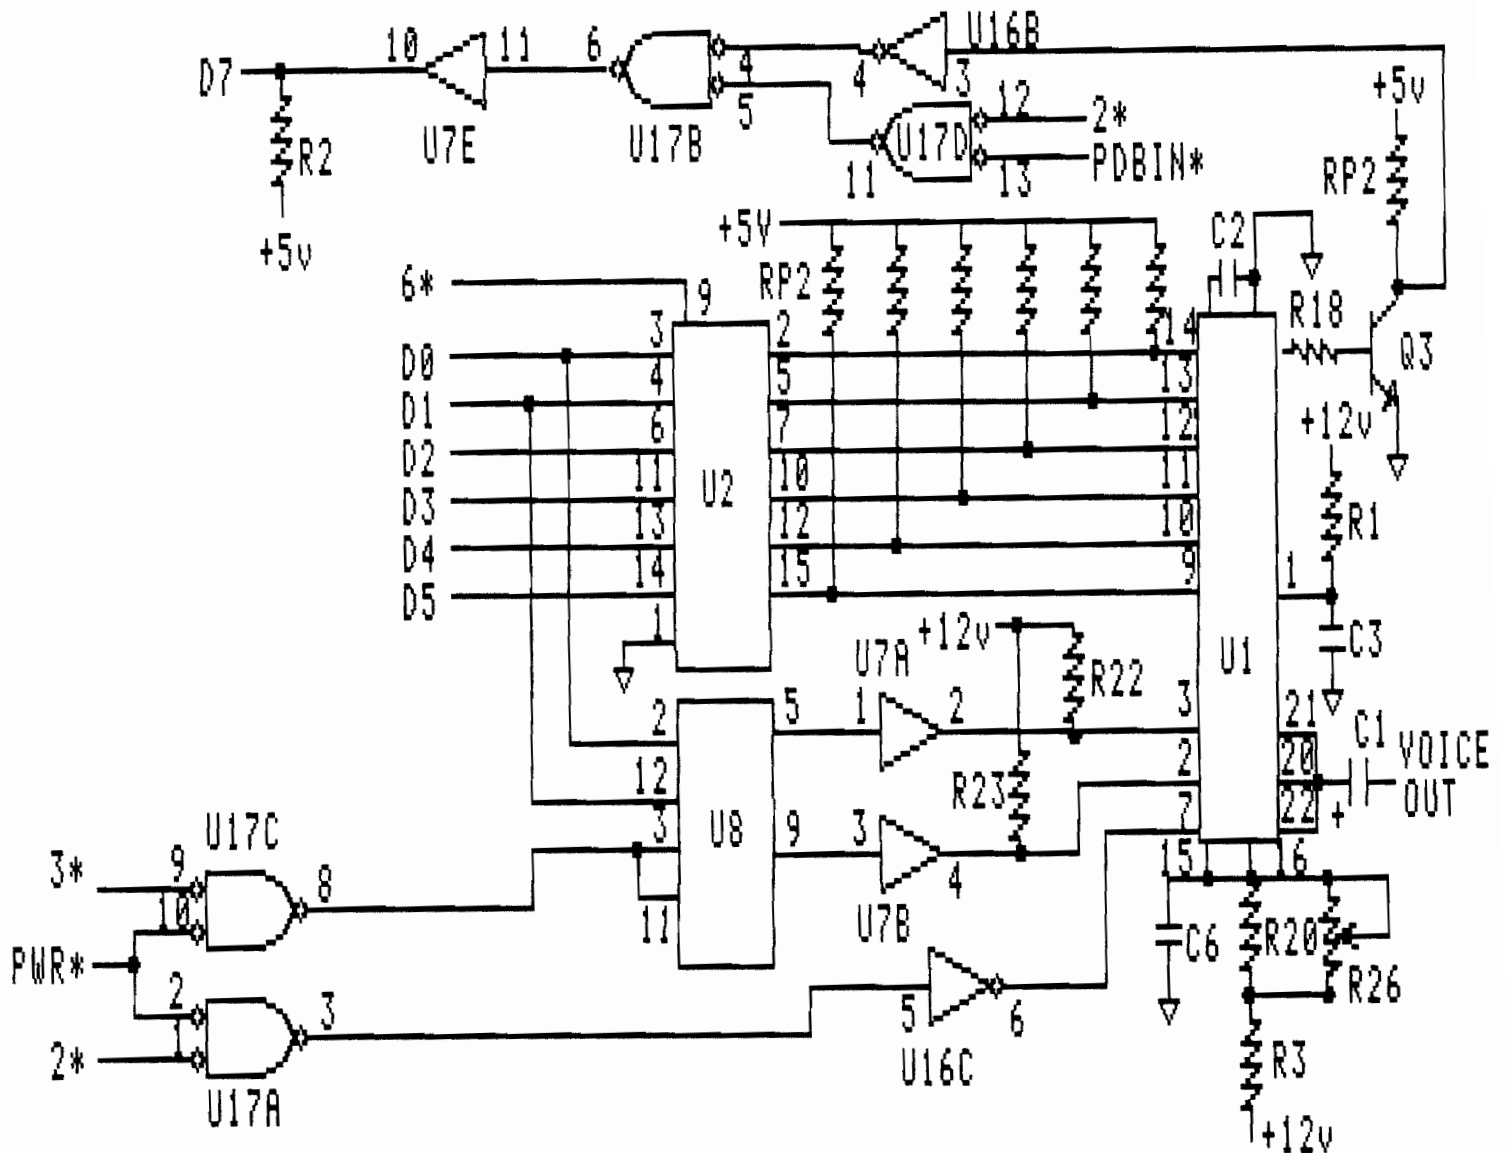 D7 10 11 6 4 5 4 3 U16B
U7E U17B U17D 12 2*
11 13 PDBIN*
R2 +5v
+5v RP2
+5V RP2 C2
6* 9
D0 3 2 14 R18 Q3
D1 4 5 13
D2 6 7 12 +12v
D3 11 U2 10 11
D4 13 12 10 R1
D5 14 15 9 1
1 +12v C3
U7A R22 U1
2 5 1 2 3 21
12 R23 2 20 C1 VOICE OUT
3 U8 9 3 4 7 22 +
11 U7B 15 6
U17C
3* 9 8
10
PWR*
2 3
1
2*
U17A
5 6
U16C
C6 R20 R26
R3
+12v